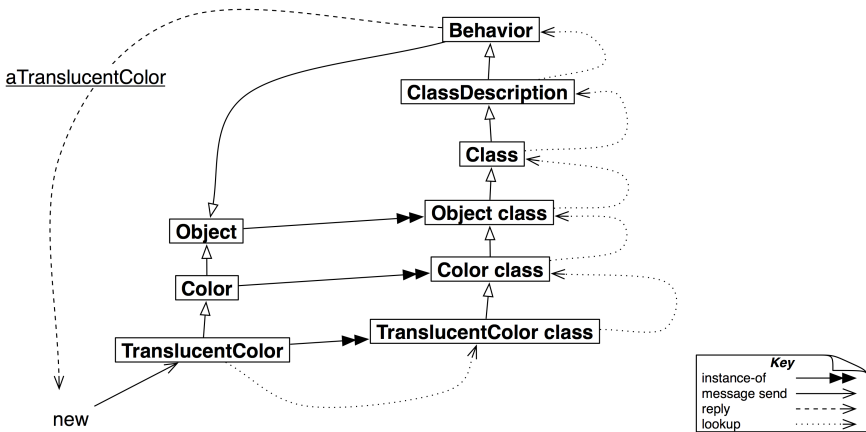 Behavior
aTranslucentColor
ClassDescription
Class
Object class
Object
Color class
Color
TranslucentColor class
TranslucentColor
new
Key
instance-of
message send
reply
lookup